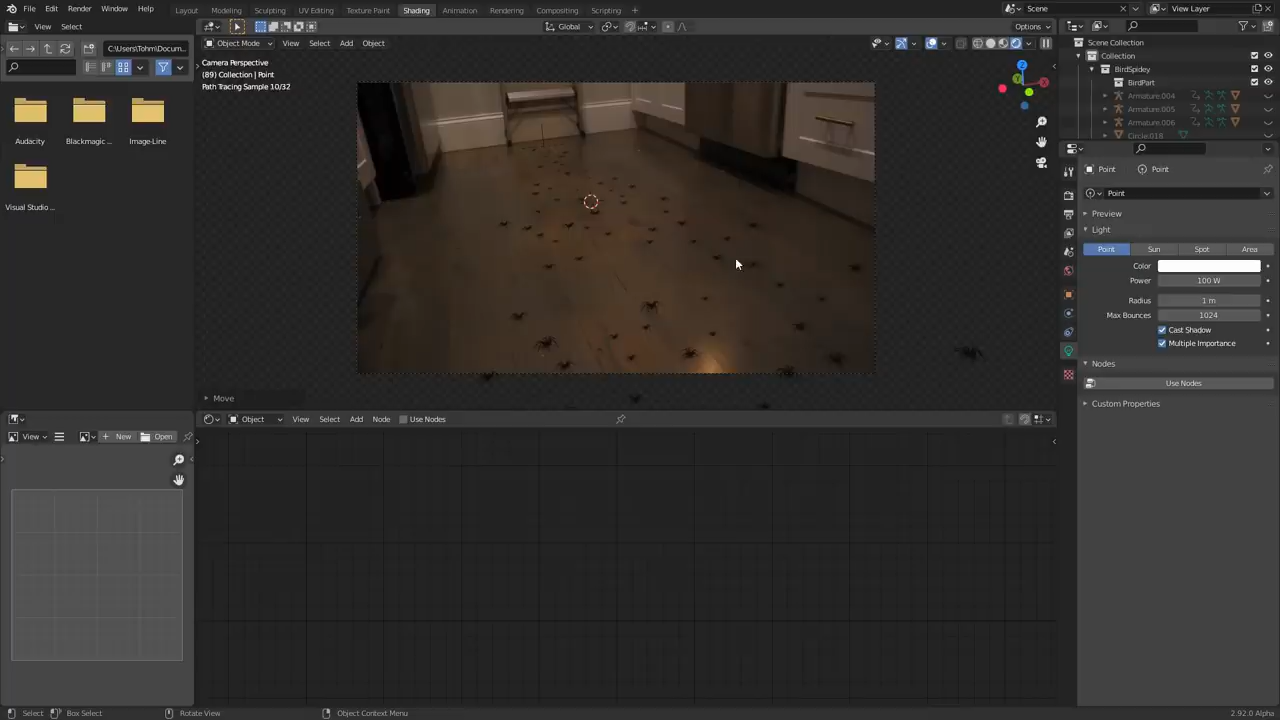 File Edit Render Window Help Layout Modeling Sculpting UV Editing Texture Paint Shading Animation Rendering Compositing Scripting + Scene View Layer
View Select Global Options
C:\Users\Tohm\Docum... Object Mode View Select Add Object Scene Collection
Camera Perspective Collection
(89) Collection | Point BirdSpidey
Path Tracing Sample 10/32 BirdPart
Armature.004
Armature.005
Armature.006
Circle.018
Audacity Blackmagic ... Image-Line
Visual Studio ...
Point Point
Point
Preview
Light
Point Sun Spot Area
Color
Power 100 W
Radius 1 m
Max Bounces 1024
Cast Shadow
Multiple Importance
Nodes
Use Nodes
Custom Properties
Move
Object View Select Add Node Use Nodes
View New Open
Select Box Select Rotate View Object Context Menu 2.92.0 Alpha